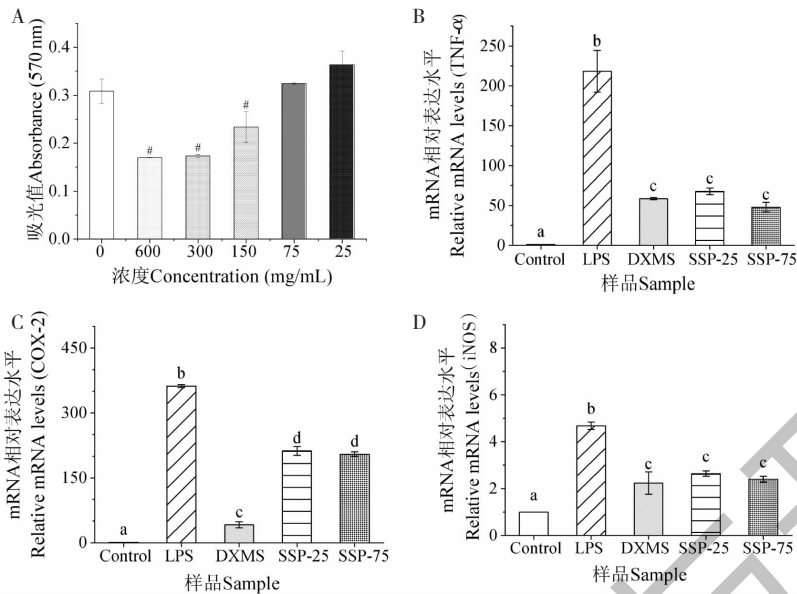 A
吸光值Absorbance (570 nm)
0.4
0.3
0.2
0.1
0.0
#
#
#
0 600 300 150 75 25
浓度Concentration (mg/mL)
B
mRNA相对表达水平
Relative mRNA levels (TNF-α)
250
200
150
100
50
0
a
b
c
c
c
Control LPS DXMS SSP-25 SSP-75
样品Sample
C
mRNA相对表达水平
Relative mRNA levels (COX-2)
450
300
150
0
a
b
c
d
d
Control LPS DXMS SSP-25 SSP-75
样品Sample
D
mRNA相对表达水平
Relative mRNA levels(iNOS)
8
6
4
2
0
a
b
c
c
c
Control LPS DXMS SSP-25 SSP-75
样品Sample